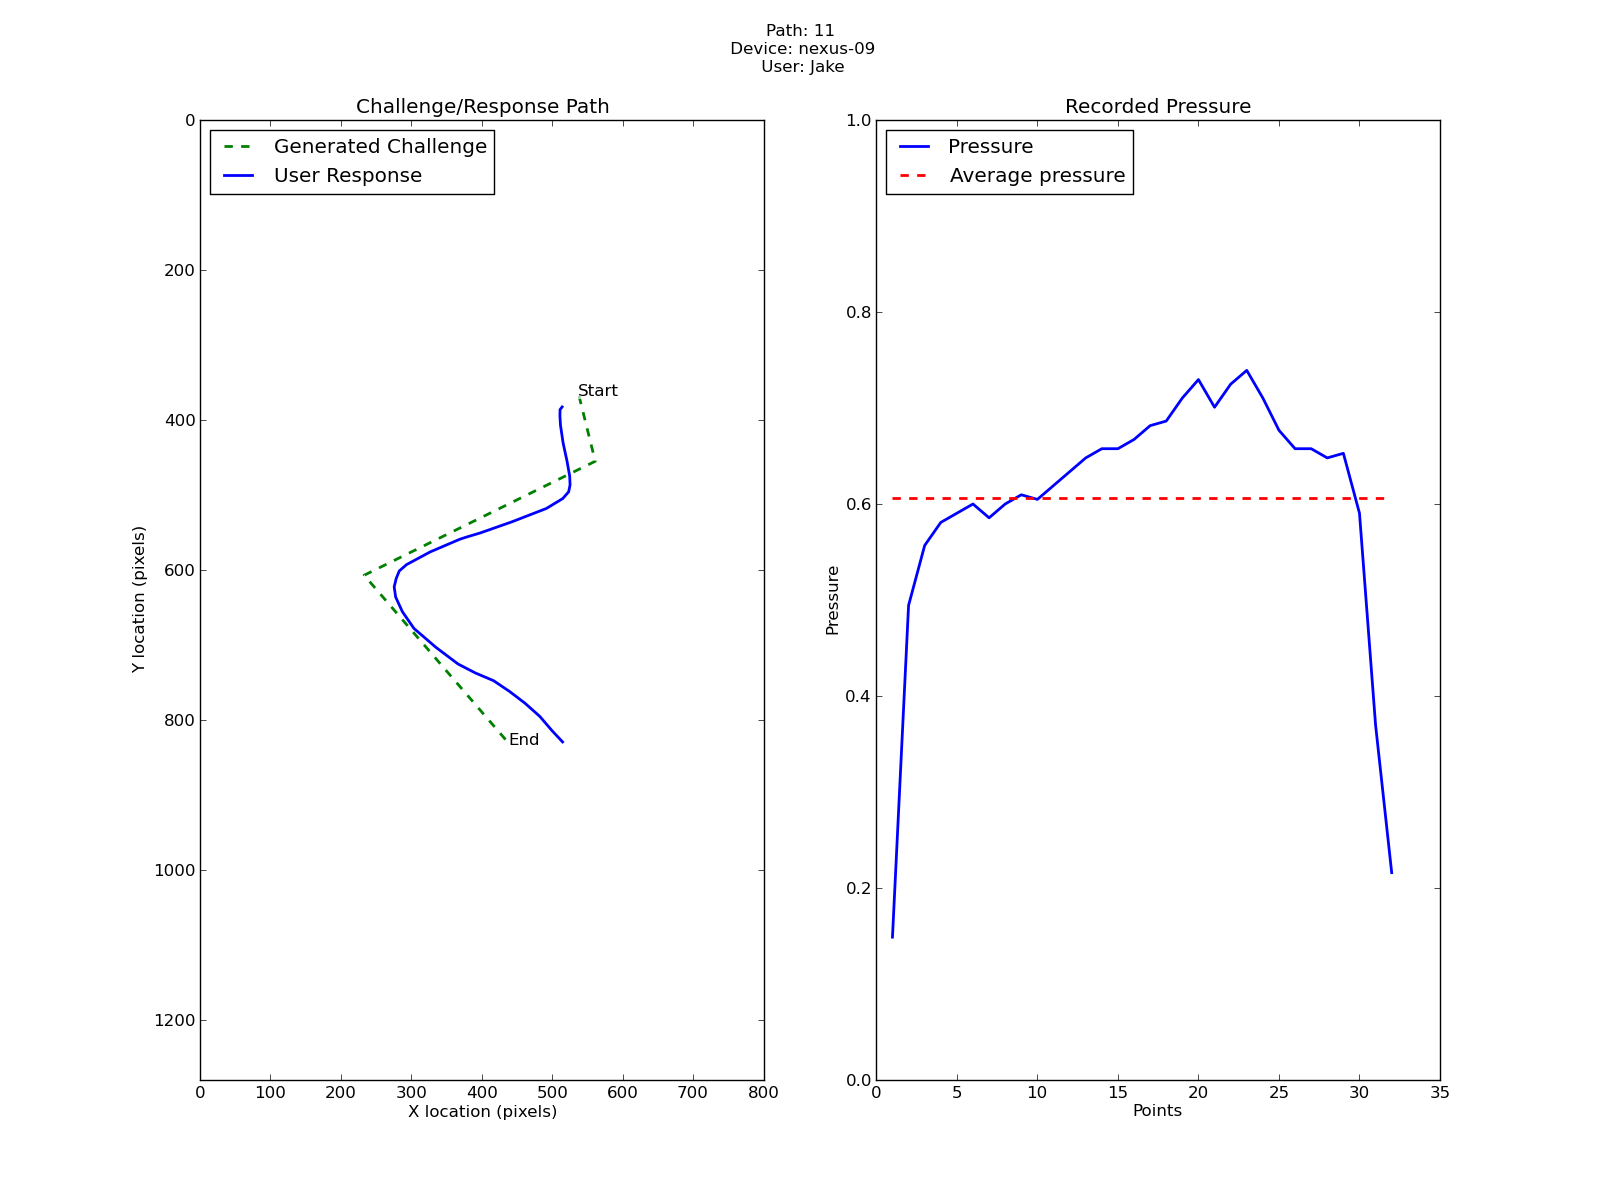 Path: 11
Device: nexus-09
User: Jake
Challenge/Response Path
Generated Challenge
User Response
0
200
400
600
800
1000
1200
Y location (pixels)
Start
End
0 100 200 300 400 500 600 700 800
X location (pixels)
Recorded Pressure
Pressure
Average pressure
1.0
0.8
0.6
0.4
0.2
0.0
Pressure
0 5 10 15 20 25 30 35
Points